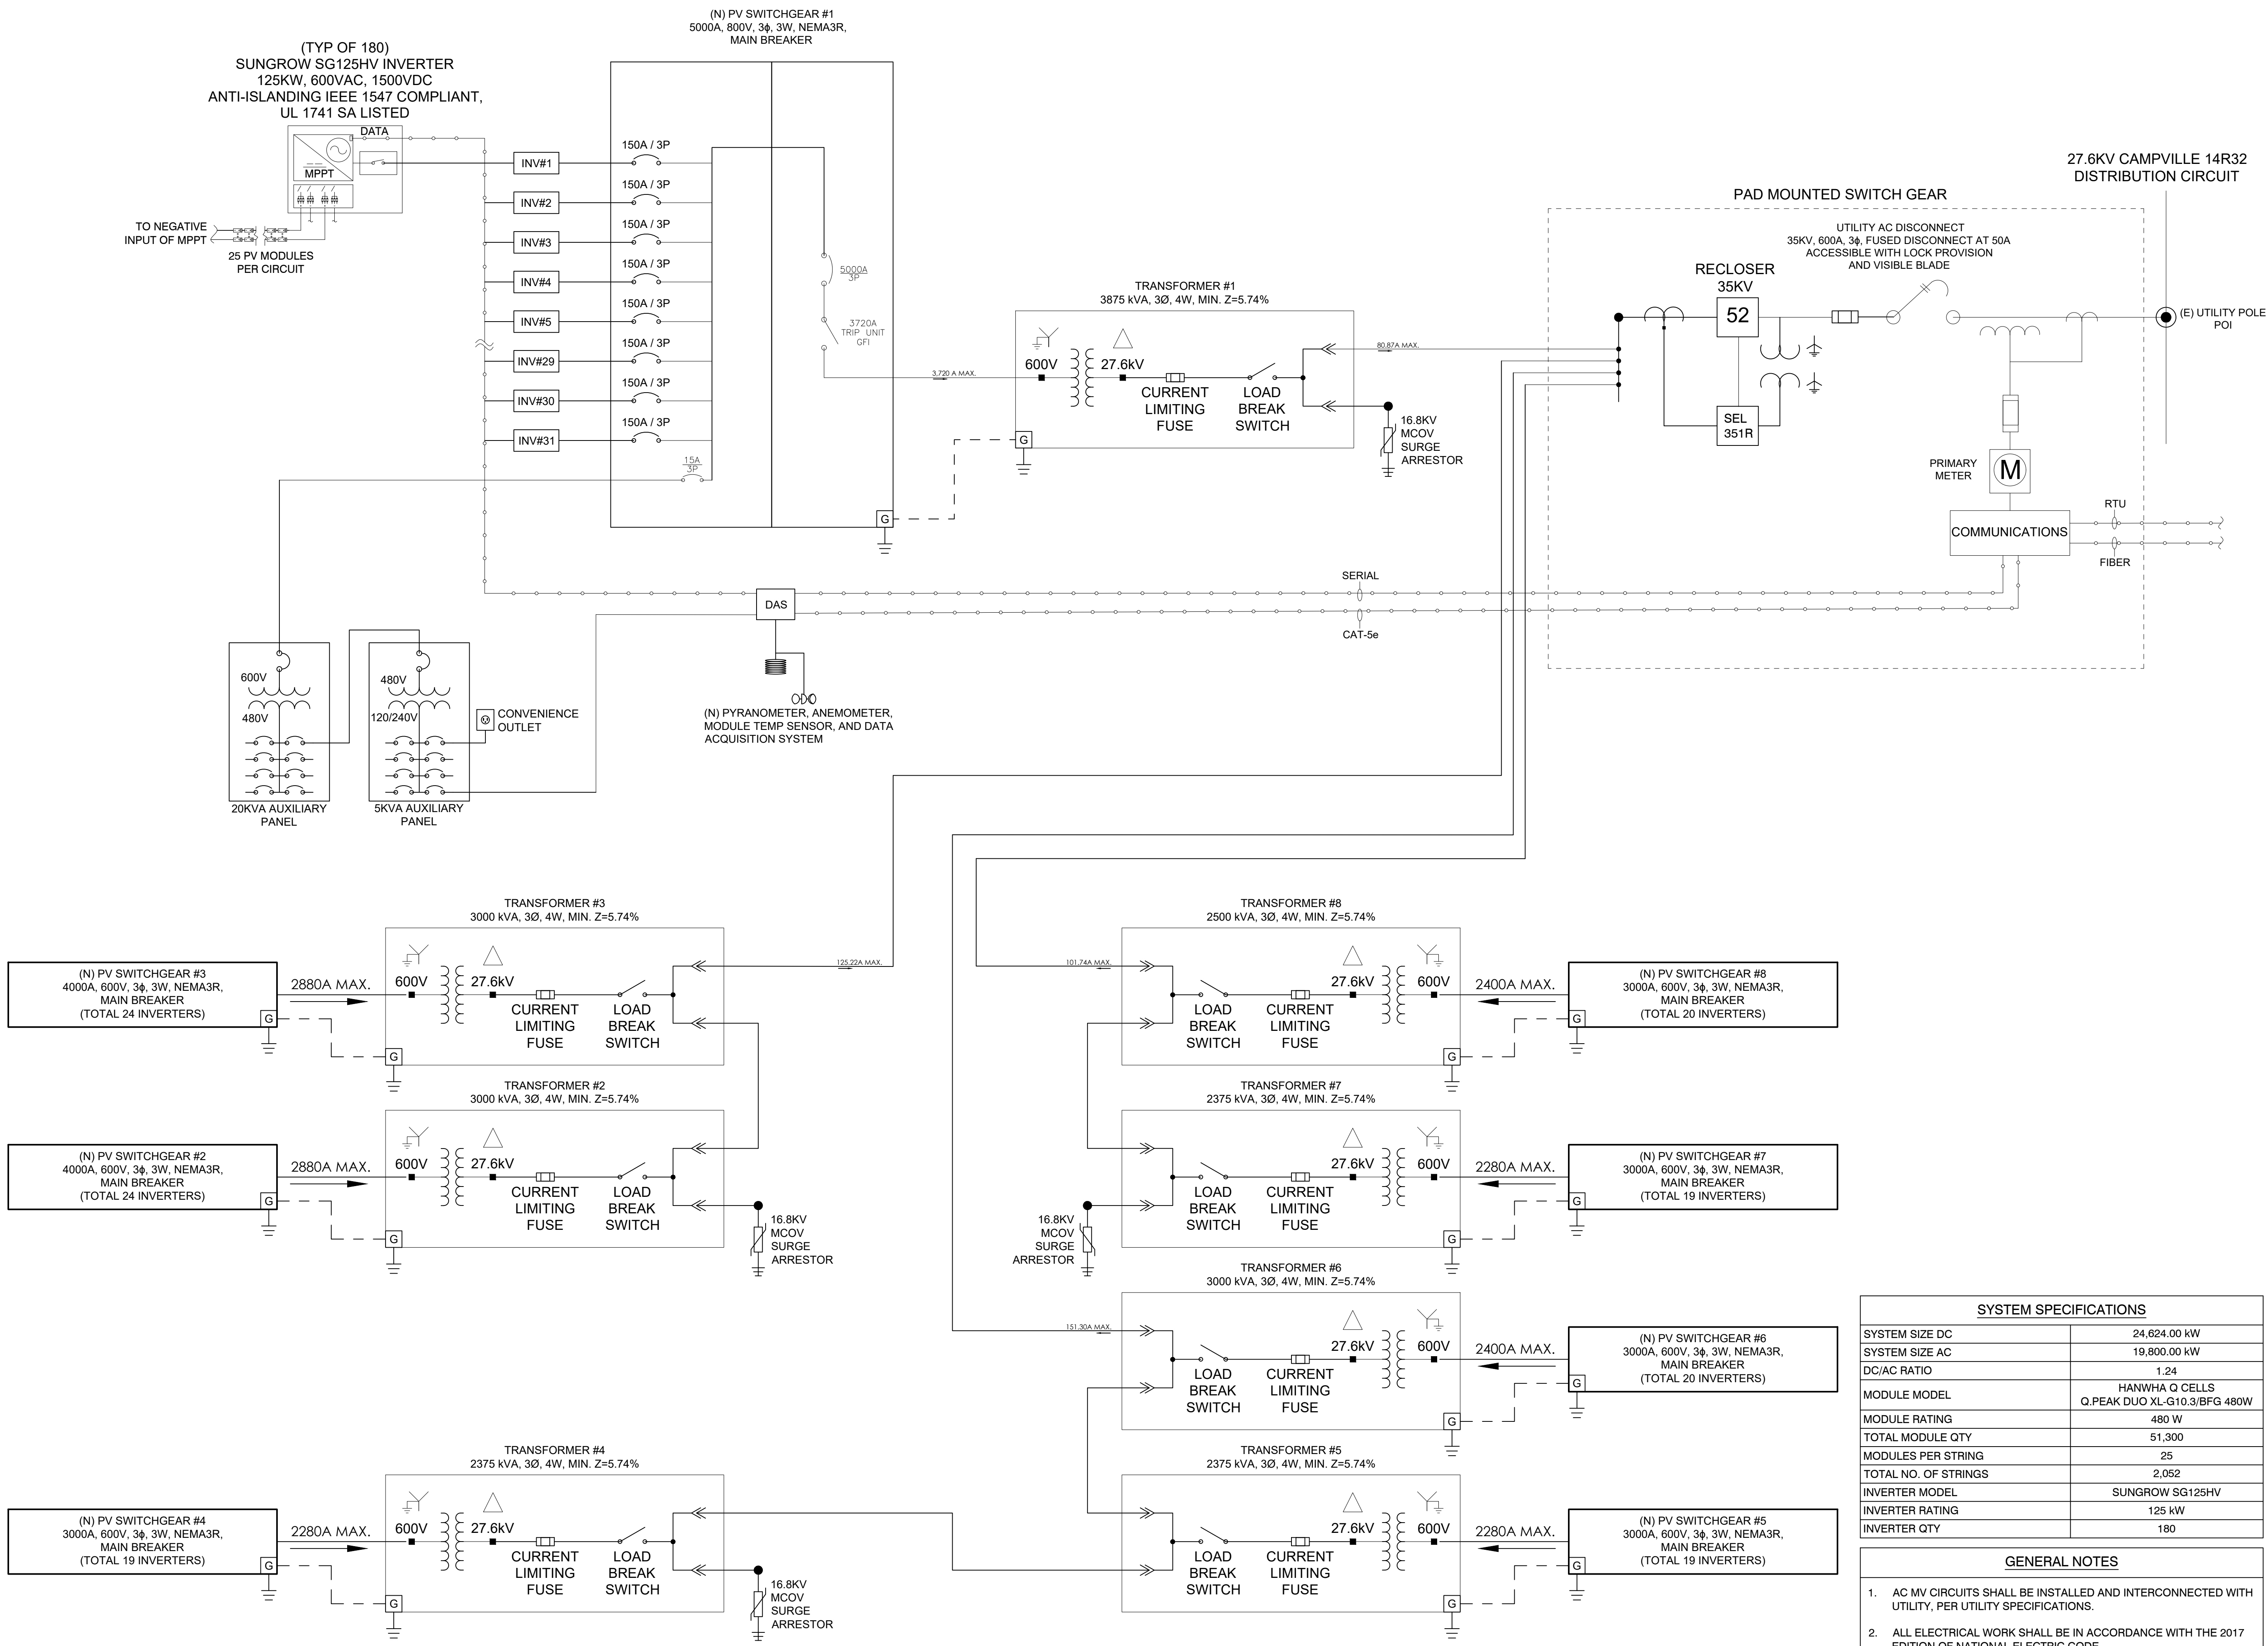 (N) PV SWITCHGEAR #1
5000A, 800V, 3ϕ, 3W, NEMA3R,
MAIN BREAKER
(TYP OF 180)
SUNGROW SG125HV INVERTER
125KW, 600VAC, 1500VDC
ANTI-ISLANDING IEEE 1547 COMPLIANT,
UL 1741 SA LISTED
DATA
MPPT
TO NEGATIVE
INPUT OF MPPT
25 PV MODULES
PER CIRCUIT
INV#1
150A / 3P
INV#2
150A / 3P
INV#3
150A / 3P
INV#4
150A / 3P
INV#5
150A / 3P
INV#29
150A / 3P
INV#30
150A / 3P
INV#31
150A / 3P
15A
3P
5000A
3P
3720A
TRIP UNIT
GFI
G
3,720 A MAX.
TRANSFORMER #1
3875 kVA, 3Ø, 4W, MIN. Z=5.74%
600V
27.6kV
CURRENT
LIMITING
FUSE
LOAD
BREAK
SWITCH
G
80.87A MAX.
16.8KV
MCOV
SURGE
ARRESTOR
27.6KV CAMPVILLE 14R32
DISTRIBUTION CIRCUIT
PAD MOUNTED SWITCH GEAR
UTILITY AC DISCONNECT
35KV, 600A, 3ϕ, FUSED DISCONNECT AT 50A
ACCESSIBLE WITH LOCK PROVISION
AND VISIBLE BLADE
RECLOSER
35KV
52
SEL
351R
(E) UTILITY POLE
POI
PRIMARY
METER
M
COMMUNICATIONS
RTU
FIBER
SERIAL
CAT-5e
DAS
(N) PYRANOMETER, ANEMOMETER,
MODULE TEMP SENSOR, AND DATA
ACQUISITION SYSTEM
600V
480V
20KVA AUXILIARY
PANEL
480V
120/240V
5KVA AUXILIARY
PANEL
CONVENIENCE
OUTLET
TRANSFORMER #3
3000 kVA, 3Ø, 4W, MIN. Z=5.74%
(N) PV SWITCHGEAR #3
4000A, 600V, 3ϕ, 3W, NEMA3R,
MAIN BREAKER
(TOTAL 24 INVERTERS)
G
2880A MAX.
600V
27.6kV
CURRENT
LIMITING
FUSE
LOAD
BREAK
SWITCH
G
125.22A MAX.
TRANSFORMER #2
3000 kVA, 3Ø, 4W, MIN. Z=5.74%
(N) PV SWITCHGEAR #2
4000A, 600V, 3ϕ, 3W, NEMA3R,
MAIN BREAKER
(TOTAL 24 INVERTERS)
G
2880A MAX.
600V
27.6kV
CURRENT
LIMITING
FUSE
LOAD
BREAK
SWITCH
G
16.8KV
MCOV
SURGE
ARRESTOR
TRANSFORMER #4
2375 kVA, 3Ø, 4W, MIN. Z=5.74%
(N) PV SWITCHGEAR #4
3000A, 600V, 3ϕ, 3W, NEMA3R,
MAIN BREAKER
(TOTAL 19 INVERTERS)
G
2280A MAX.
600V
27.6kV
CURRENT
LIMITING
FUSE
LOAD
BREAK
SWITCH
G
16.8KV
MCOV
SURGE
ARRESTOR
TRANSFORMER #8
2500 kVA, 3Ø, 4W, MIN. Z=5.74%
101.74A MAX.
LOAD
BREAK
SWITCH
CURRENT
LIMITING
FUSE
27.6kV
600V
G
2400A MAX.
(N) PV SWITCHGEAR #8
3000A, 600V, 3ϕ, 3W, NEMA3R,
MAIN BREAKER
(TOTAL 20 INVERTERS)
G
TRANSFORMER #7
2375 kVA, 3Ø, 4W, MIN. Z=5.74%
16.8KV
MCOV
SURGE
ARRESTOR
LOAD
BREAK
SWITCH
CURRENT
LIMITING
FUSE
27.6kV
600V
G
2280A MAX.
(N) PV SWITCHGEAR #7
3000A, 600V, 3ϕ, 3W, NEMA3R,
MAIN BREAKER
(TOTAL 19 INVERTERS)
G
TRANSFORMER #6
3000 kVA, 3Ø, 4W, MIN. Z=5.74%
151.30A MAX.
LOAD
BREAK
SWITCH
CURRENT
LIMITING
FUSE
27.6kV
600V
G
2400A MAX.
(N) PV SWITCHGEAR #6
3000A, 600V, 3ϕ, 3W, NEMA3R,
MAIN BREAKER
(TOTAL 20 INVERTERS)
G
TRANSFORMER #5
2375 kVA, 3Ø, 4W, MIN. Z=5.74%
LOAD
BREAK
SWITCH
CURRENT
LIMITING
FUSE
27.6kV
600V
G
2280A MAX.
(N) PV SWITCHGEAR #5
3000A, 600V, 3ϕ, 3W, NEMA3R,
MAIN BREAKER
(TOTAL 19 INVERTERS)
G
SYSTEM SPECIFICATIONS
SYSTEM SIZE DC 24,624.00 kW
SYSTEM SIZE AC 19,800.00 kW
DC/AC RATIO 1.24
MODULE MODEL HANWHA Q CELLS
Q.PEAK DUO XL-G10.3/BFG 480W
MODULE RATING 480 W
TOTAL MODULE QTY 51,300
MODULES PER STRING 25
TOTAL NO. OF STRINGS 2,052
INVERTER MODEL SUNGROW SG125HV
INVERTER RATING 125 kW
INVERTER QTY 180
GENERAL NOTES
1. AC MV CIRCUITS SHALL BE INSTALLED AND INTERCONNECTED WITH
UTILITY, PER UTILITY SPECIFICATIONS.
2. ALL ELECTRICAL WORK SHALL BE IN ACCORDANCE WITH THE 2017
EDITION OF NATIONAL ELECTRIC CODE